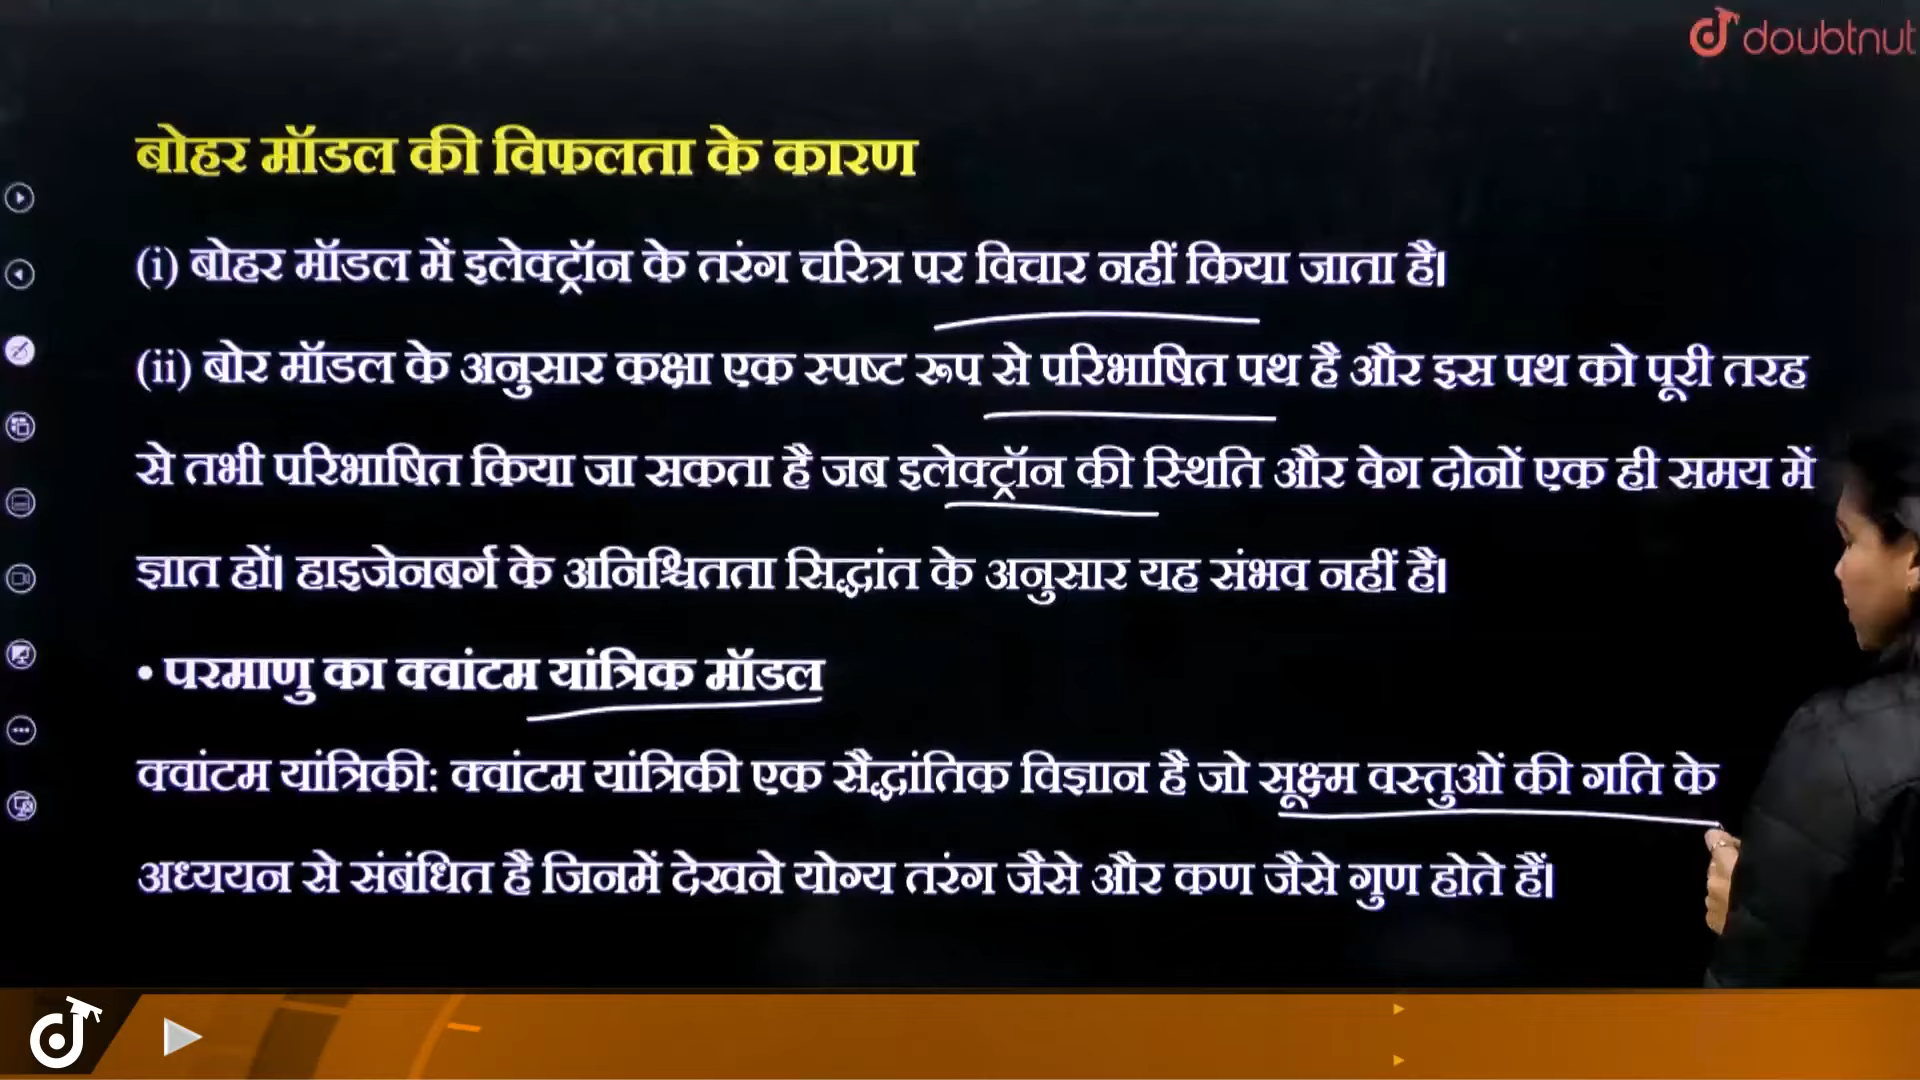 doubtnut
बोहर मॉडल की विफलता के कारण
(i) बोहर मॉडल में इलेक्ट्रॉन के तरंग चरित्र पर विचार नहीं किया जाता है।
(ii) बोर मॉडल के अनुसार कक्षा एक स्पष्ट रूप से परिभाषित पथ है और इस पथ को पूरी तरह
से तभी परिभाषित किया जा सकता है जब इलेक्ट्रॉन की स्थिति और वेग दोनों एक ही समय में
ज्ञात हों। हाइजेनबर्ग के अनिश्चितता सिद्धांत के अनुसार यह संभव नहीं है।
• परमाणु का क्वांटम यांत्रिक मॉडल
क्वांटम यांत्रिकी: क्वांटम यांत्रिकी एक सैद्धांतिक विज्ञान है जो सूक्ष्म वस्तुओं की गति के
अध्ययन से संबंधित है जिनमें देखने योग्य तरंग जैसे और कण जैसे गुण होते हैं।